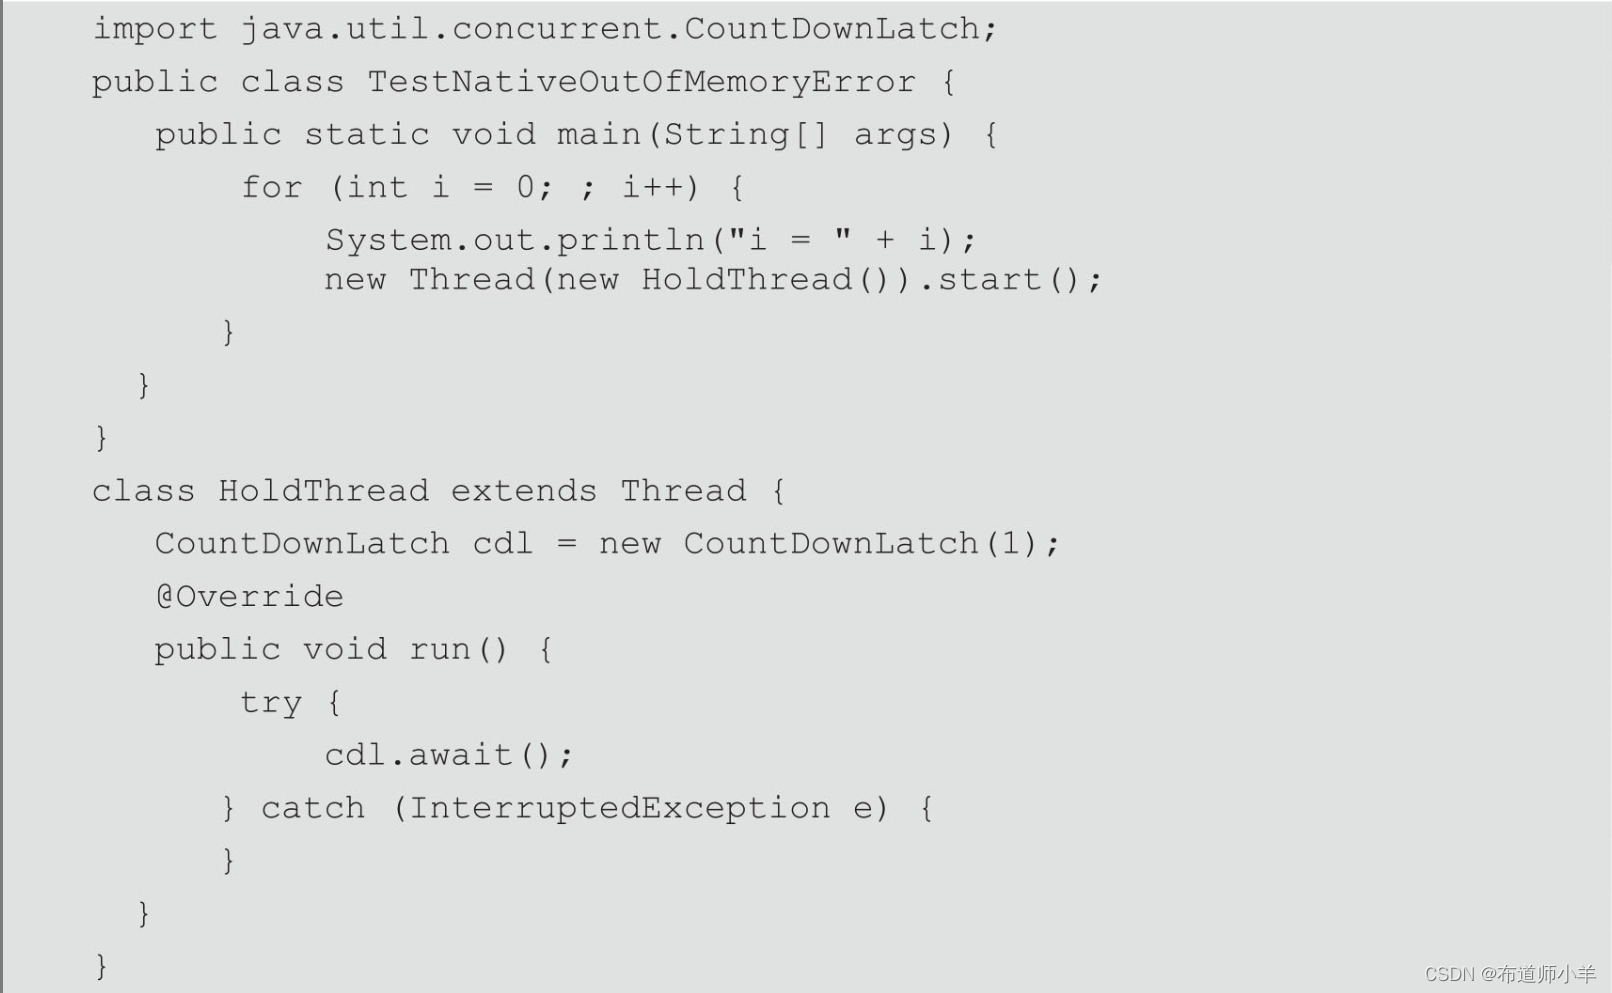 import java.util.concurrent.CountDownLatch;
public class TestNativeOutOfMemoryError {
public static void main(String[] args) {
for (int i = 0; ; i++) {
System.out.println("i = " + i);
new Thread(new HoldThread()).start();
}
}
}
class HoldThread extends Thread {
CountDownLatch cdl = new CountDownLatch(1);
@Override
public void run() {
try {
cdl.await();
} catch (InterruptedException e) {
}
}
}
CSDN @布道师小羊